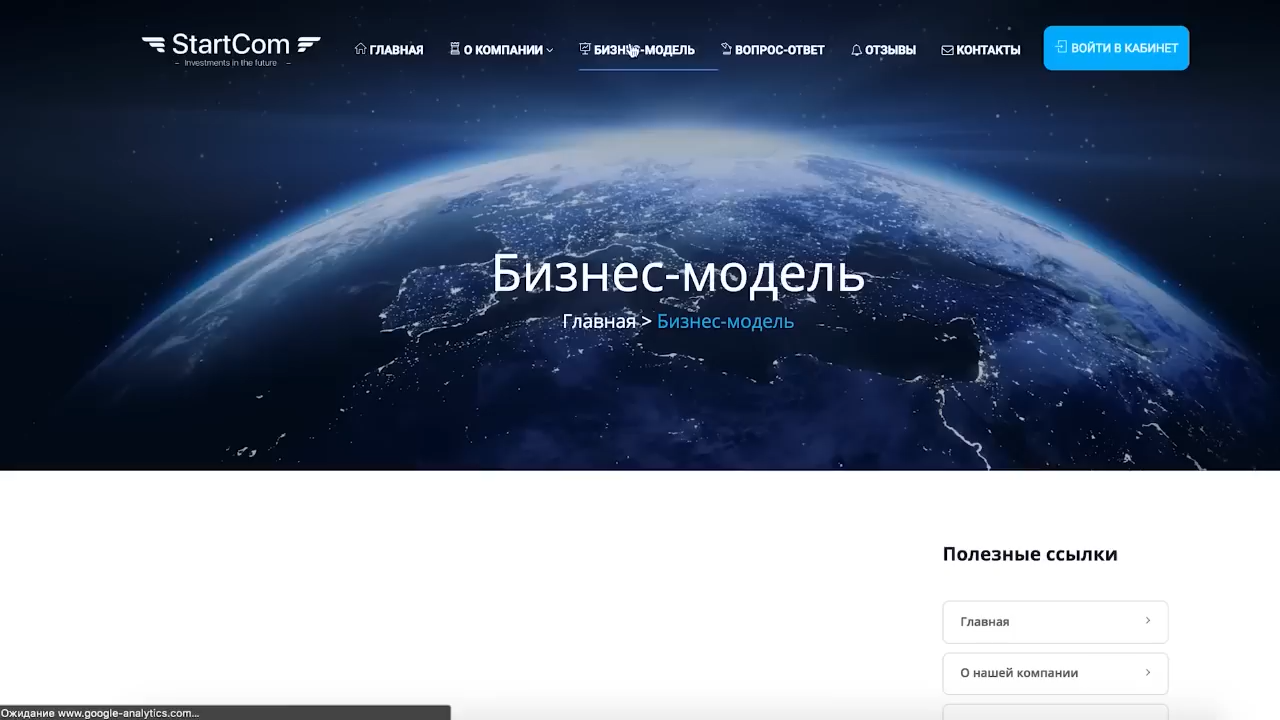 StartCom
– Investments in the future –
ГЛАВНАЯ
О КОМПАНИИ
БИЗНЕС-МОДЕЛЬ
ВОПРОС-ОТВЕТ
ОТЗЫВЫ
КОНТАКТЫ
ВОЙТИ В КАБИНЕТ
Бизнес-модель
Главная > Бизнес-модель
Полезные ссылки
Главная
О нашей компании
Ожидание www.google-analytics.com...